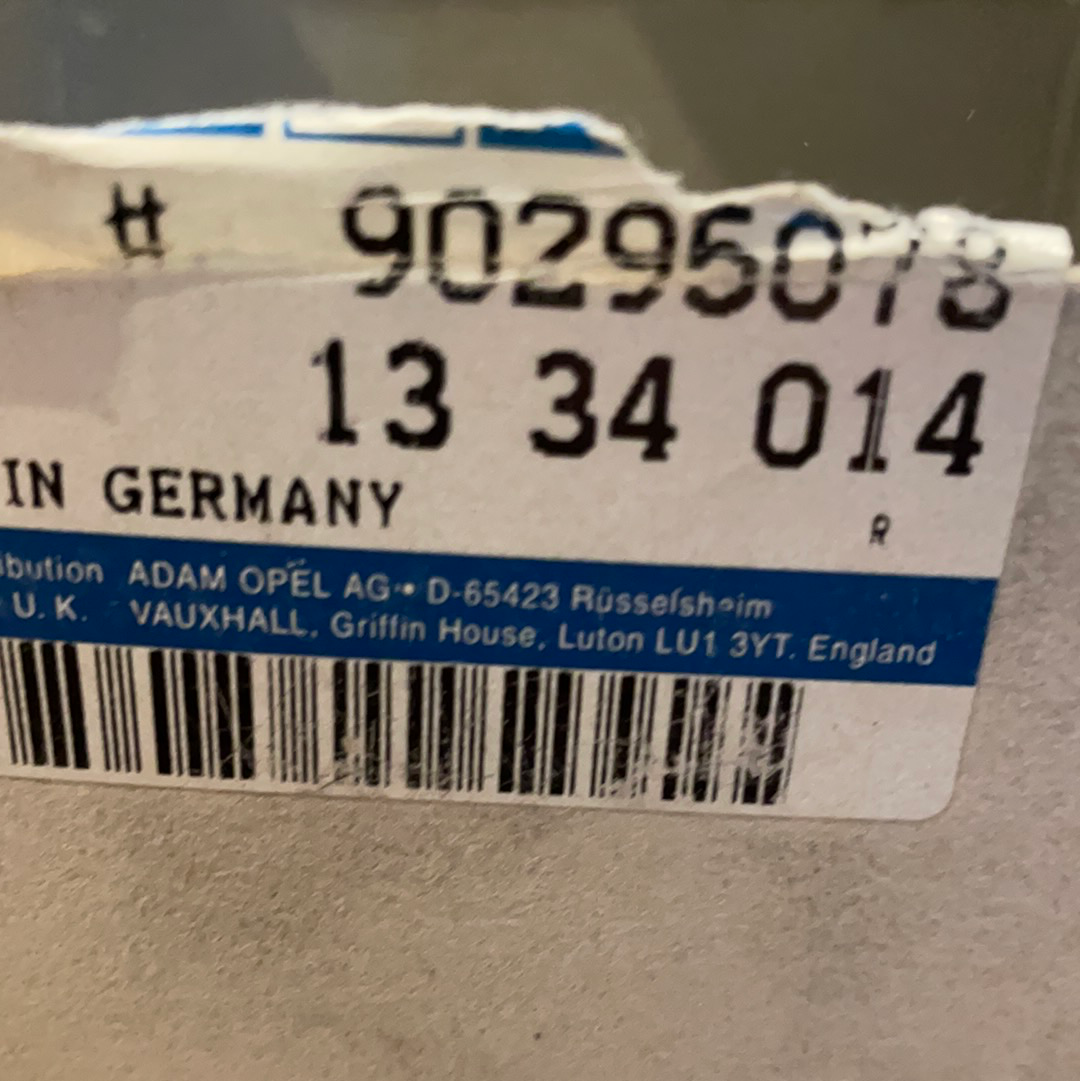 H 90295078
13 34 014
IN GERMANY
R
ibution ADAM OPEL AG • D-65423 Rüsselsheim
U. K. VAUXHALL, Griffin House, Luton LU1 3YT. England